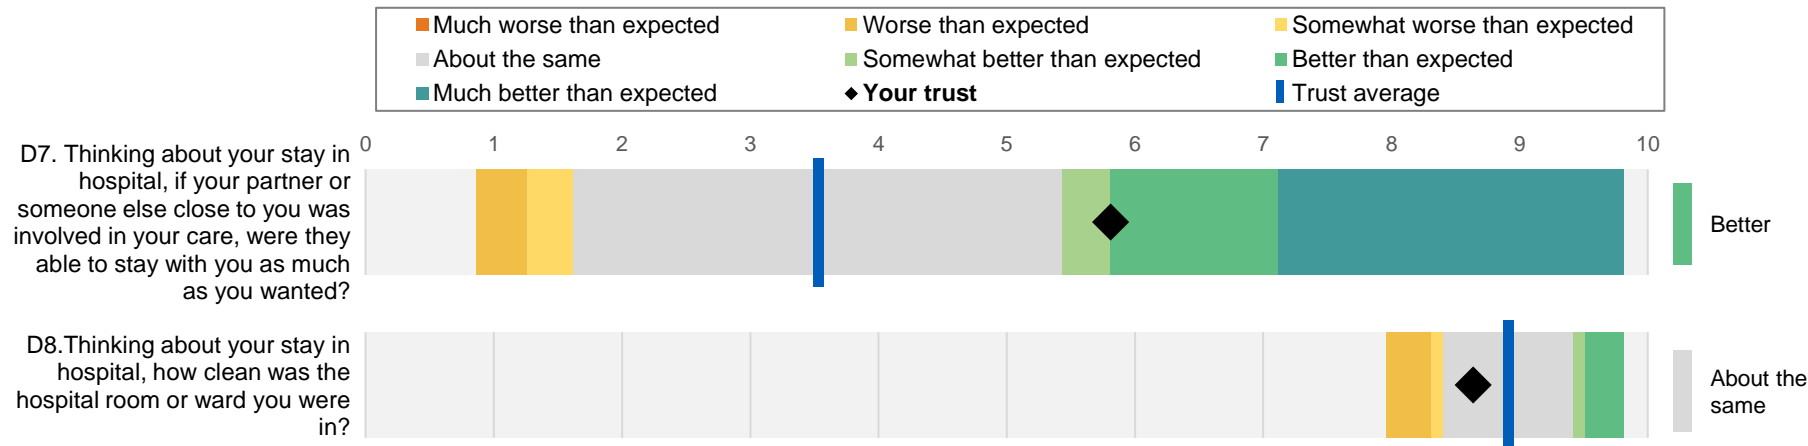 Much worse than expected
Worse than expected
Somewhat worse than expected
About the same
Somewhat better than expected
Better than expected
Much better than expected
Your trust
Trust average
0 1 2 3 4 5 6 7 8 9 10
D7. Thinking about your stay in
hospital, if your partner or
someone else close to you was
involved in your care, were they
able to stay with you as much
as you wanted?
Better
D8.Thinking about your stay in
hospital, how clean was the
hospital room or ward you were
in?
About the
same